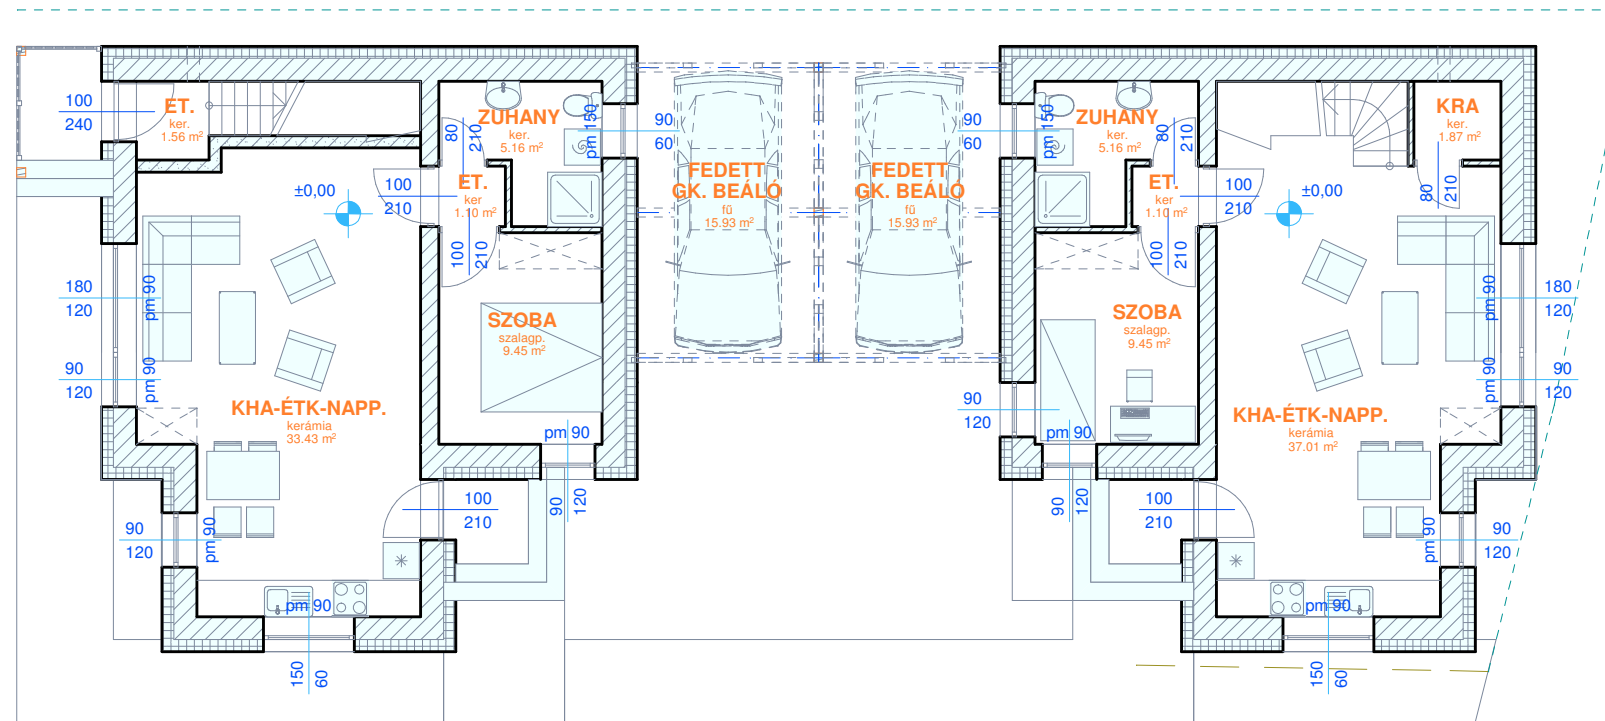 100
240
ET.
ker.
1.56 m²
80
210
ZUHANY
ker.
5.16 m²
pm 150
90
60
FEDETT
GK. BEÁLÓ
fű
15.93 m²
FEDETT
GK. BEÁLÓ
fű
15.93 m²
90
60
pm 150
ZUHANY
ker.
5.16 m²
80
210
KRA
ker.
1.87 m²
80
210
±0,00
100
210
ET.
ker
1.10 m²
100
210
ET.
ker
1.10 m²
100
210
100
210
±0,00
180
120
pm 90
90
120
pm 90
SZOBA
szalagp.
9.45 m²
SZOBA
szalagp.
9.45 m²
pm 90
180
120
pm 90
90
120
KHA-ÉTK-NAPP.
kerámia
33.43 m²
pm 90
90
120
90
120
pm 90
90
120
KHA-ÉTK-NAPP.
kerámia
37.01 m²
100
210
100
210
90
120
pm 90
pm 90
90
120
pm 90
150
60
pm 90
150
60